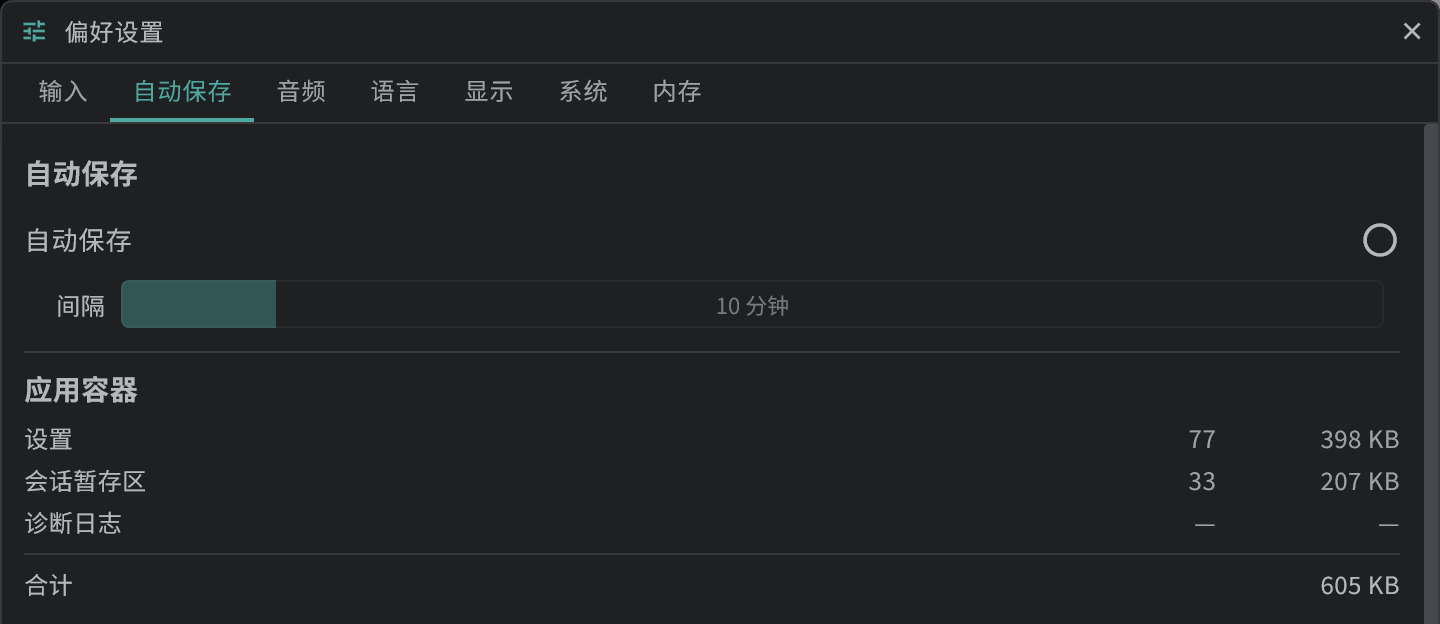 偏好设置
输入 自动保存 音频 语言 显示 系统 内存
自动保存
自动保存
间隔 10 分钟
应用容器
设置 77 398 KB
会话暂存区 33 207 KB
诊断日志 — —
合计 605 KB